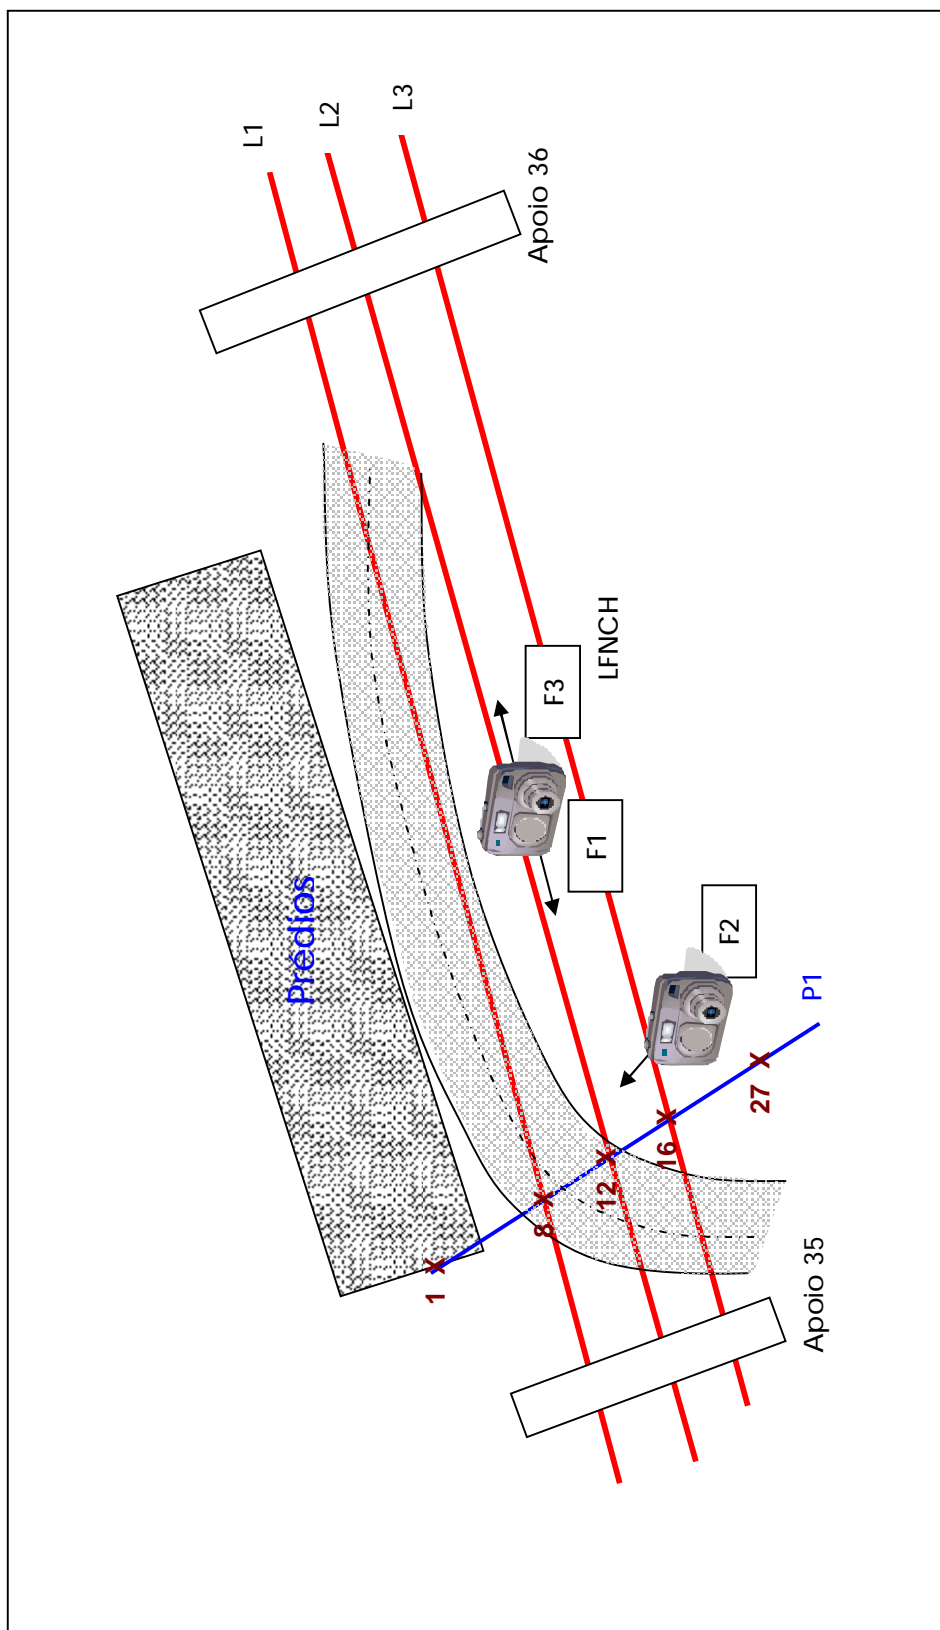 L1
L2
L3
Apoio 36
Prédios
LFNCH
F3
F1
F2
P1
1
8
12
16
27
Apoio 35